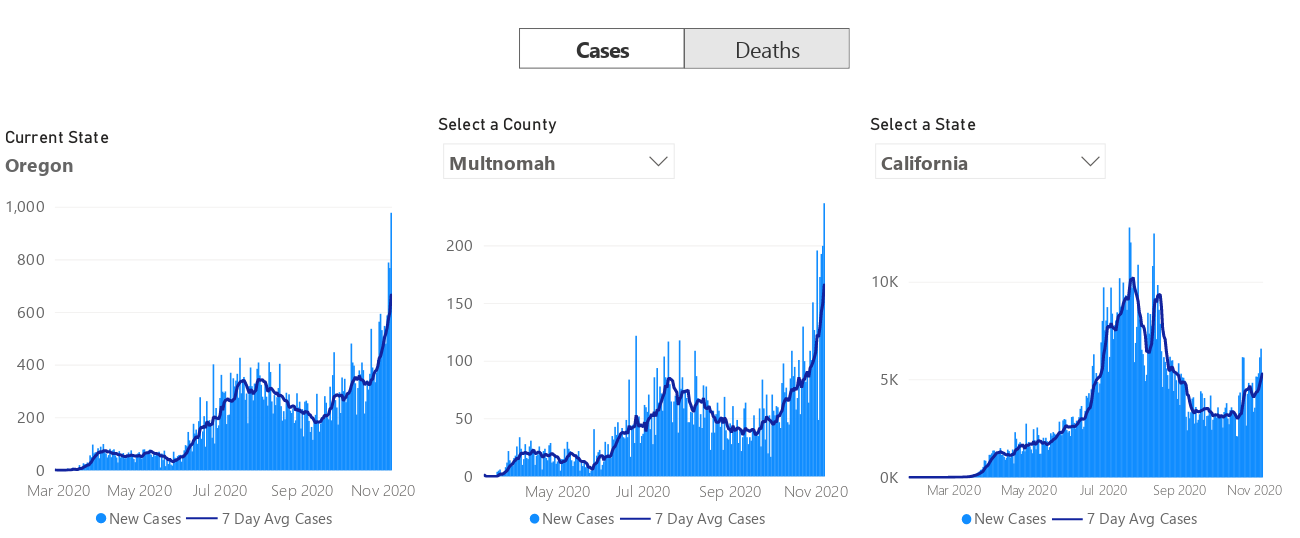 Cases
Deaths
Current State
Oregon
1,000
800
600
400
200
0
Mar 2020 May 2020 Jul 2020 Sep 2020 Nov 2020
New Cases 7 Day Avg Cases
Select a County
Multnomah
200
150
100
50
0
May 2020 Jul 2020 Sep 2020 Nov 2020
New Cases 7 Day Avg Cases
Select a State
California
10K
5K
0K
Mar 2020 May 2020 Jul 2020 Sep 2020 Nov 2020
New Cases 7 Day Avg Cases